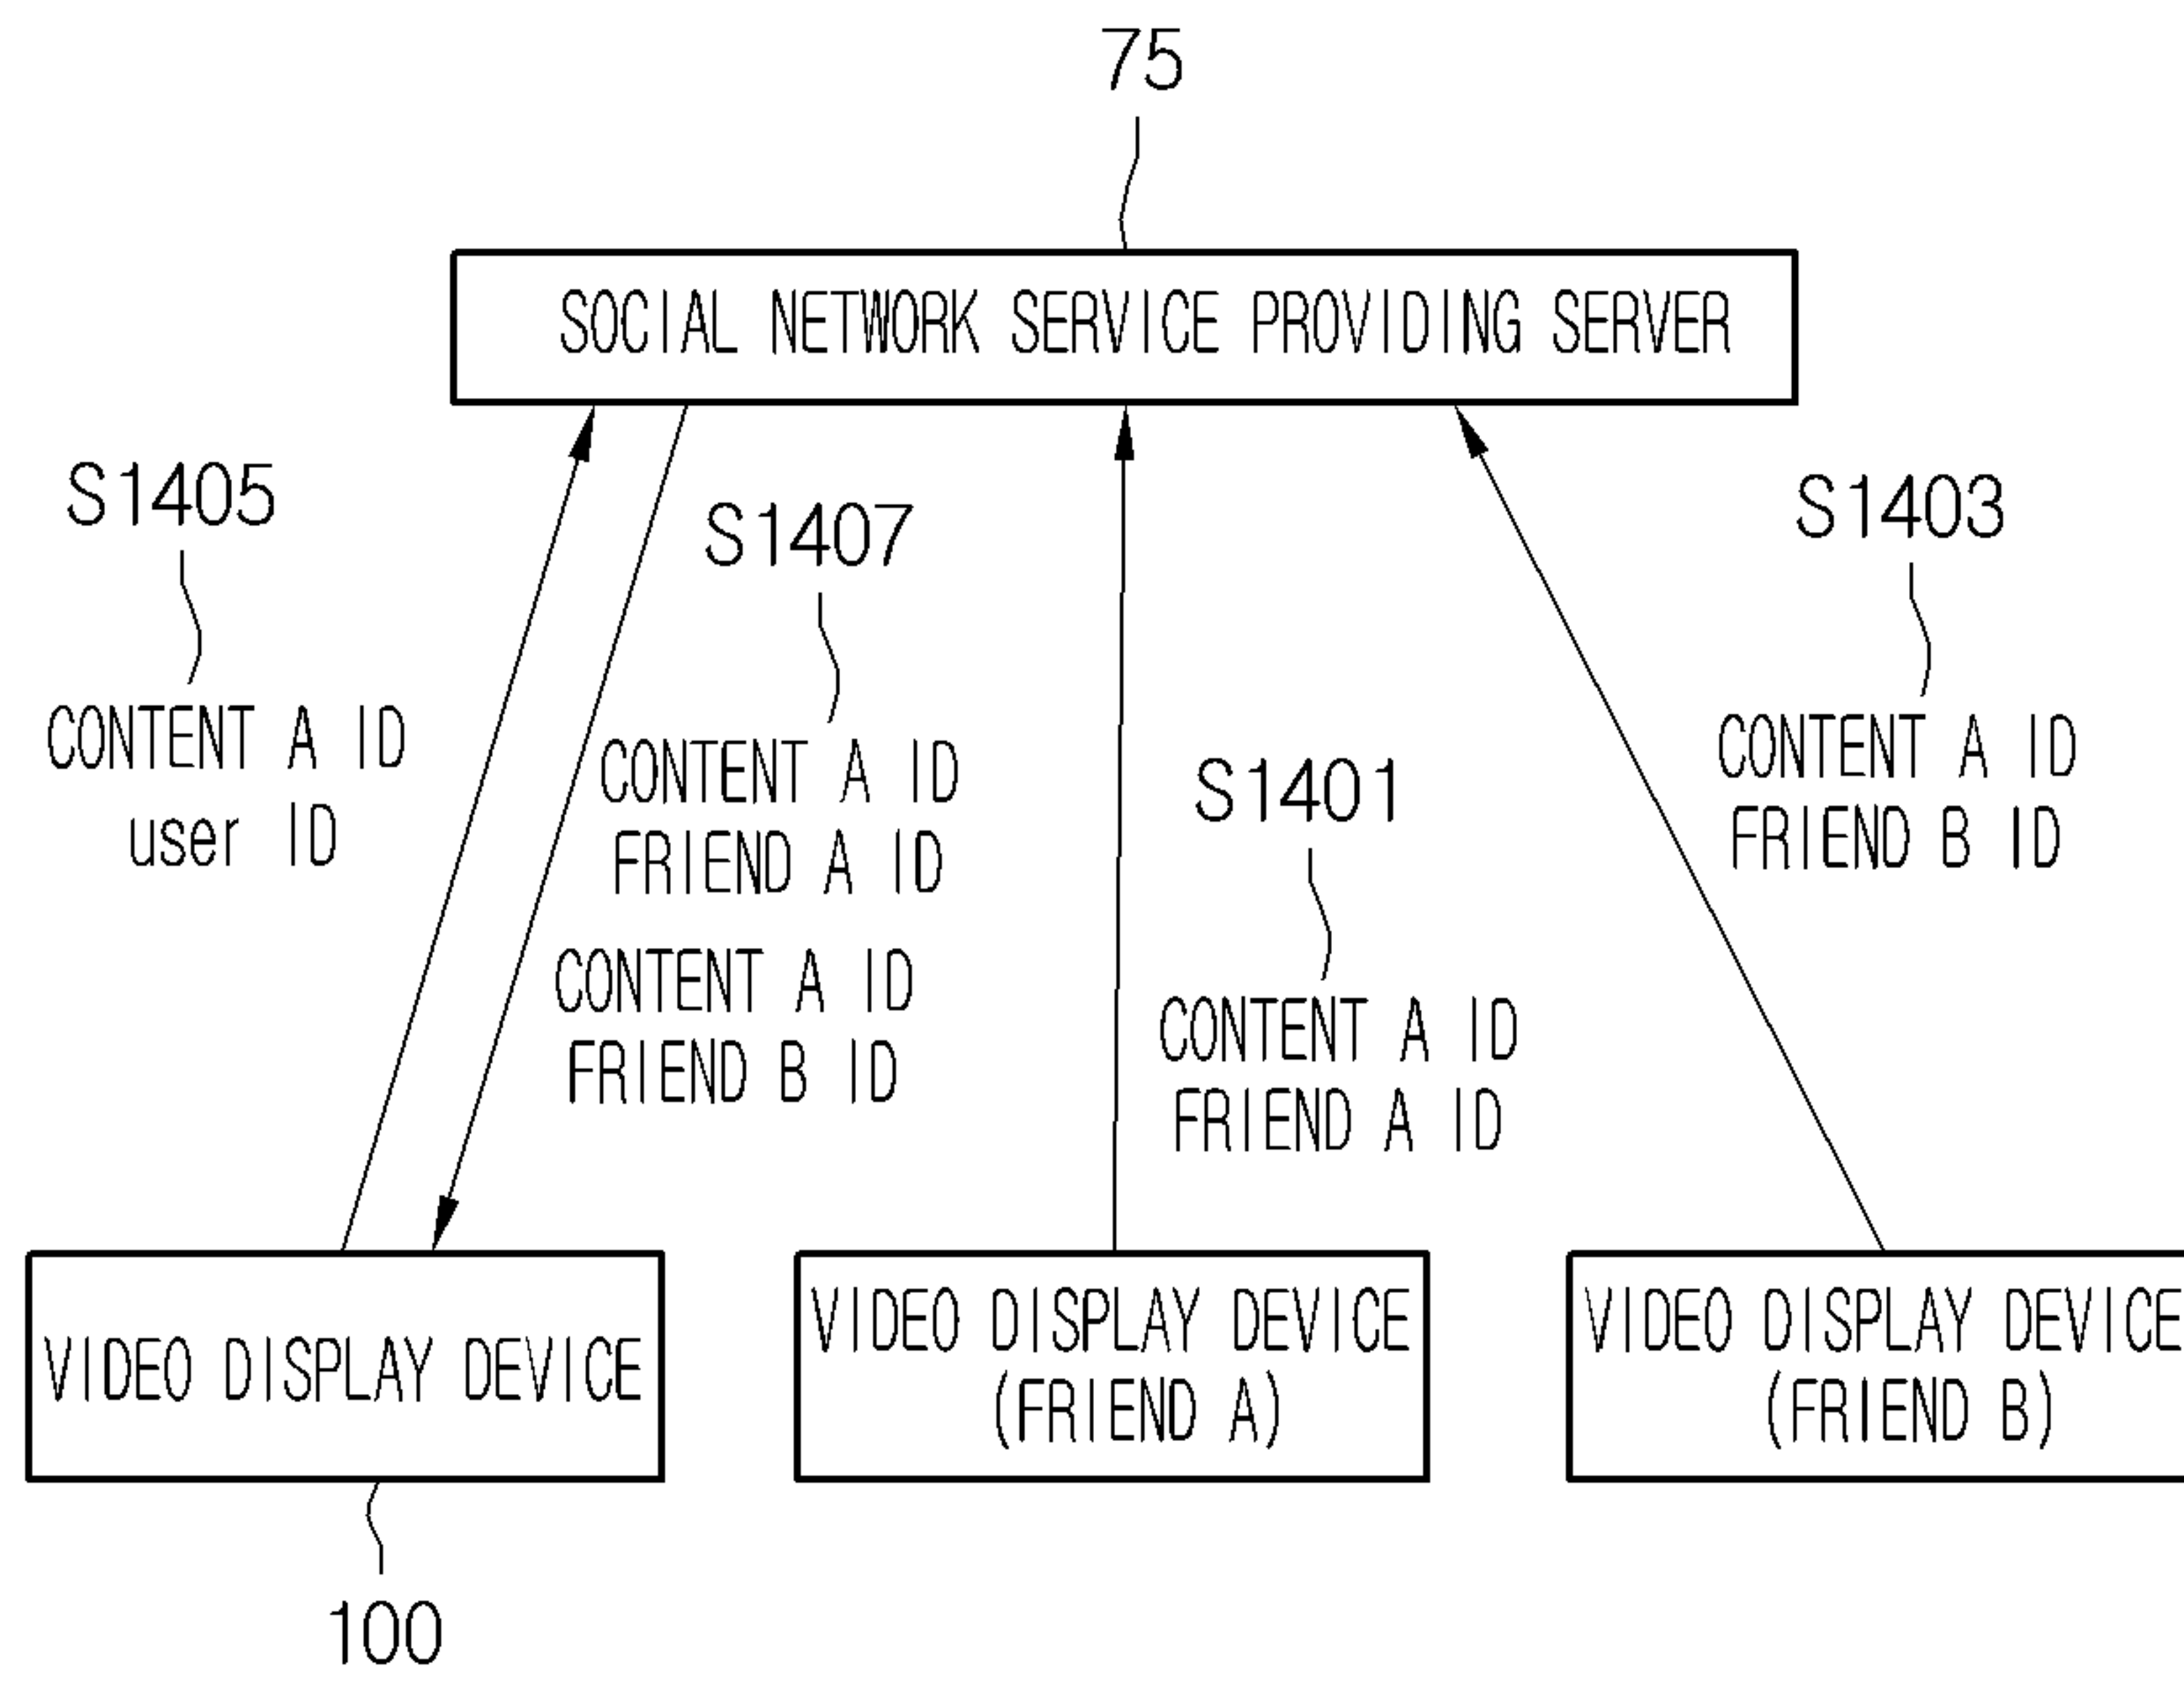 75
SOCIAL NETWORK SERVICE PROVIDING SERVER
S1405
CONTENT A ID
user ID
S1407
CONTENT A ID
FRIEND A ID
CONTENT A ID
FRIEND B ID
S1401
CONTENT A ID
FRIEND A ID
S1403
CONTENT A ID
FRIEND B ID
VIDEO DISPLAY DEVICE
100
VIDEO DISPLAY DEVICE
(FRIEND A)
VIDEO DISPLAY DEVICE
(FRIEND B)